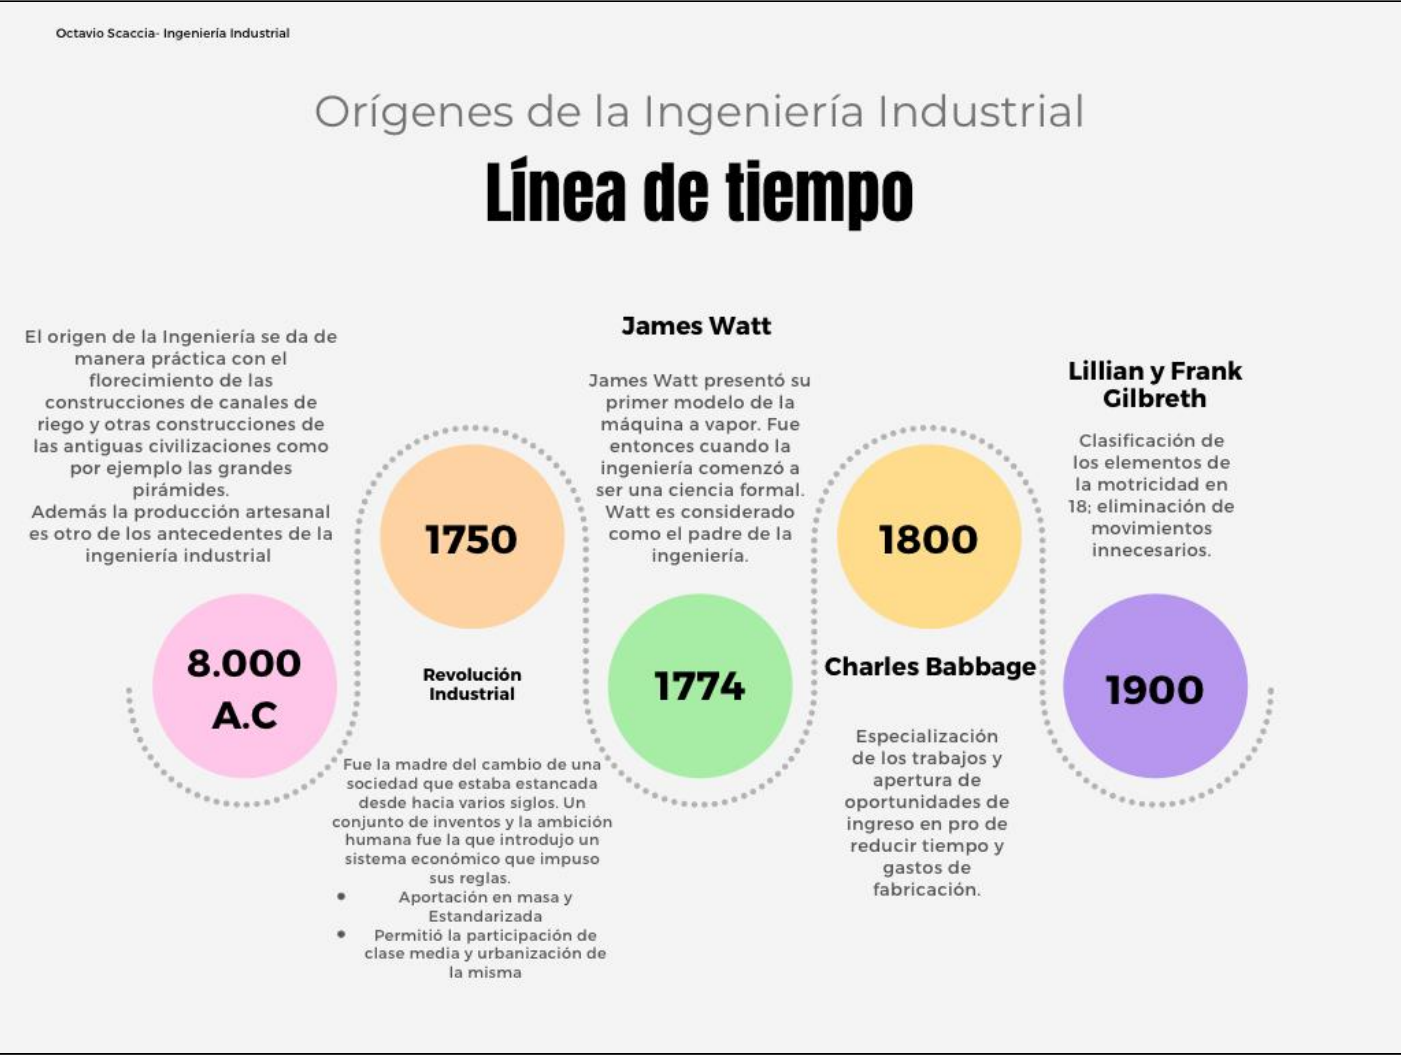 Octavio Scaccia- Ingeniería Industrial
Orígenes de la Ingeniería Industrial
Línea de tiempo
El origen de la Ingeniería se da de
manera práctica con el
florecimiento de las
construcciones de canales de
riego y otras construcciones de
las antiguas civilizaciones como
por ejemplo las grandes
pirámides.
Además la producción artesanal
es otro de los antecedentes de la
ingeniería industrial
8.000
A.C
1750
Revolución
Industrial
Fue la madre del cambio de una
sociedad que estaba estancada
desde hacia varios siglos. Un
conjunto de inventos y la ambición
humana fue la que introdujo un
sistema económico que impuso
sus reglas.
• Aportación en masa y
Estandarizada
• Permitió la participación de
clase media y urbanización de
la misma
James Watt
James Watt presentó su
primer modelo de la
máquina a vapor. Fue
entonces cuando la
ingeniería comenzó a
ser una ciencia formal.
Watt es considerado
como el padre de la
ingeniería.
1774
1800
Charles Babbage
Especialización
de los trabajos y
apertura de
oportunidades de
ingreso en pro de
reducir tiempo y
gastos de
fabricación.
Lillian y Frank
Gilbreth
Clasificación de
los elementos de
la motricidad en
18; eliminación de
movimientos
innecesarios.
1900